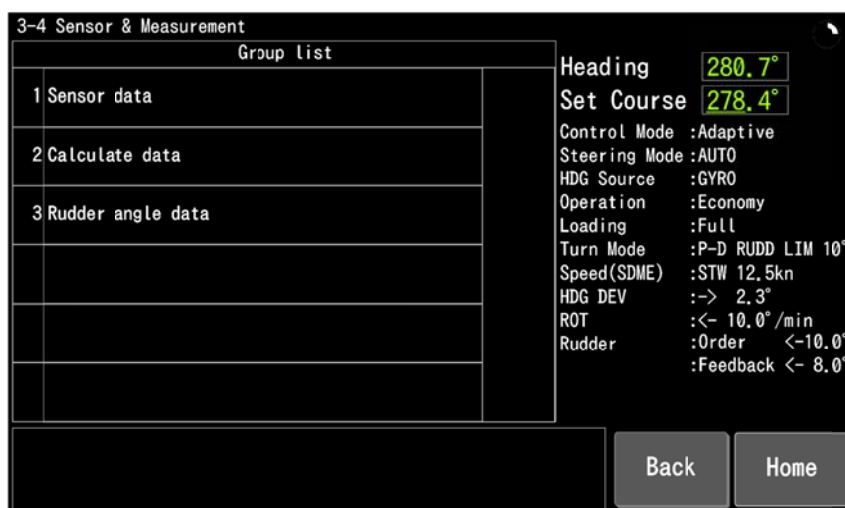 3-4 Sensor & Measurement
Group list
1 Sensor data
2 Calculate data
3 Rudder angle data
Heading 280.7°
Set Course 278.4°
Control Mode :Adaptive
Steering Mode :AUTO
HDG Source :GYRO
Operation :Economy
Loading :Full
Turn Mode :P-D RUDD LIM 10°
Speed(SDME) :STW 12.5kn
HDG DEV :-> 2.3°
ROT :<- 10.0°/min
Rudder :Order <-10.0°
:Feedback <- 8.0°
Back Home